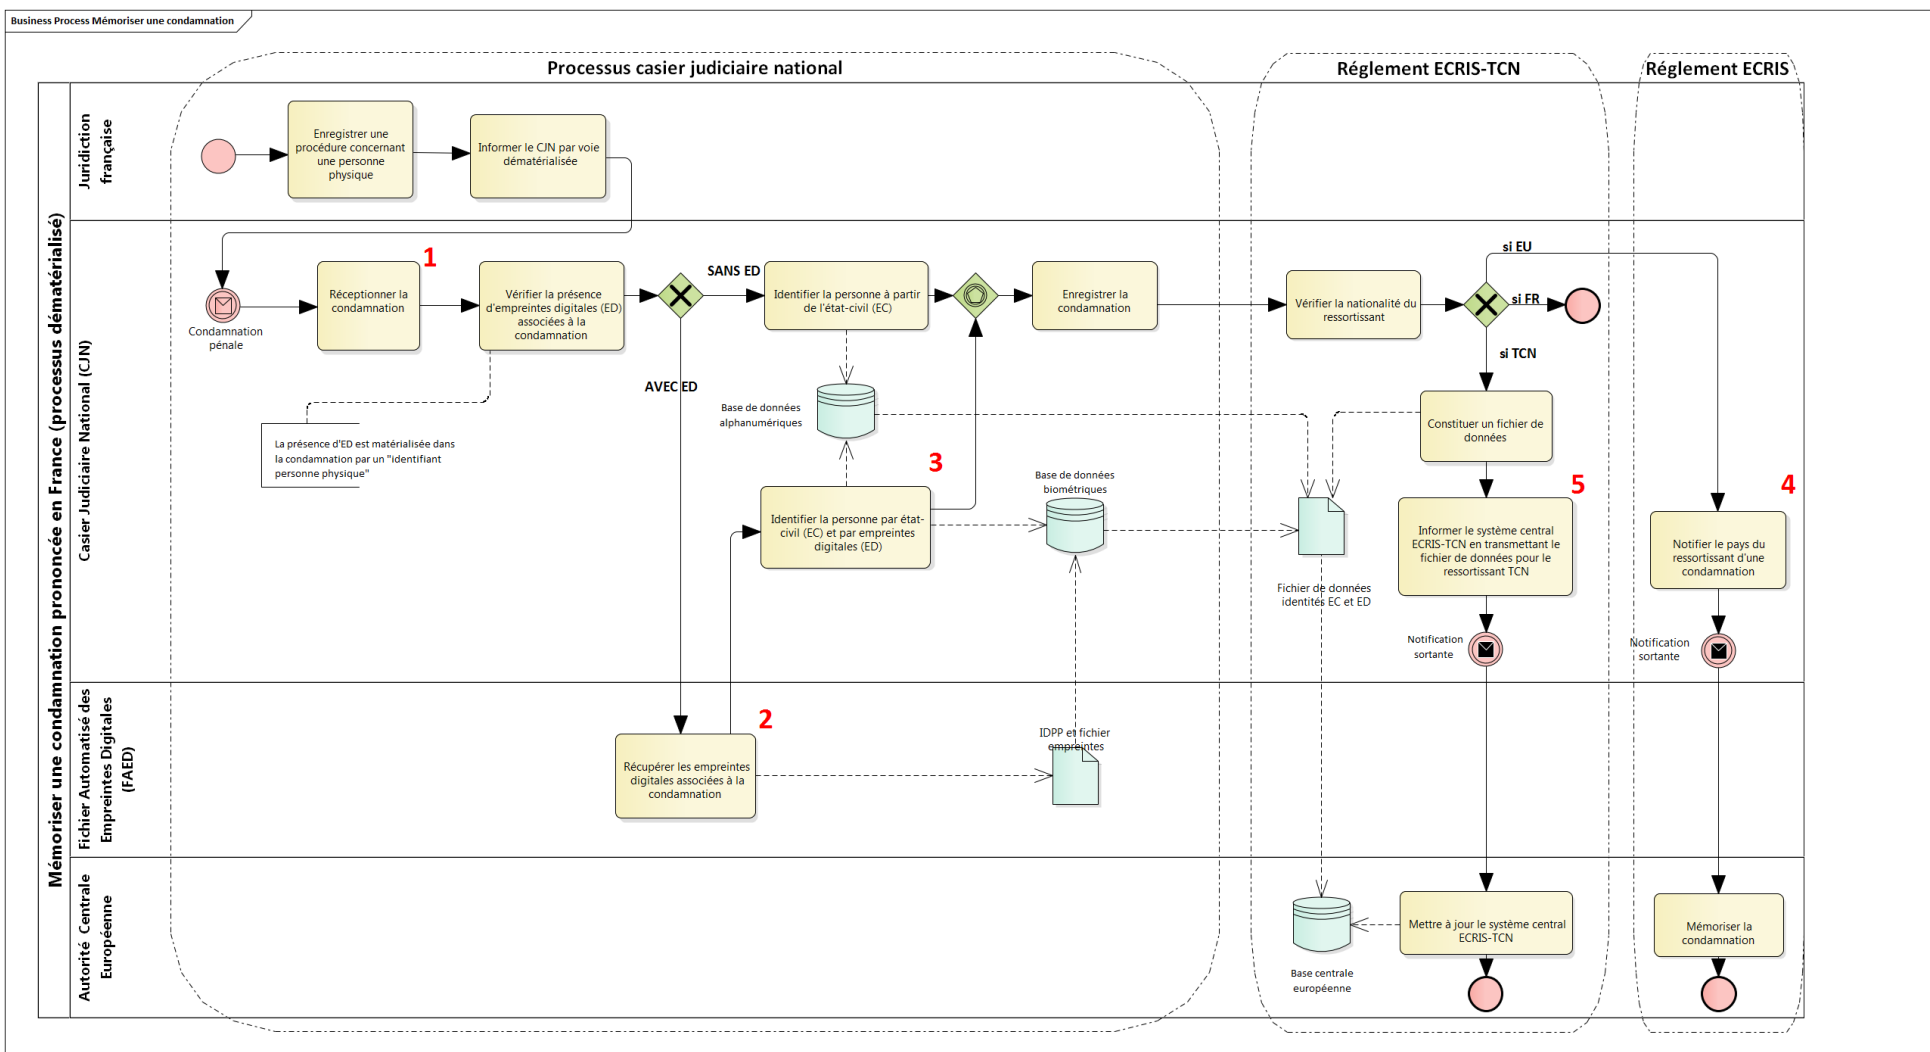 Business Process Mémoriser une condamnation
Processus casier judiciaire national
Réglement ECRIS-TCN
Réglement ECRIS
Mémoriser une condamnation prononcée en France (processus dématérialisé)
Juridiction
française
Enregistrer une
procédure concernant
une personne
physique
Informer le CJN par voie
dématérialisée
Casier Judiciaire National (CJN)
Condamnation
pénale
1
Réceptionner la
condamnation
Vérifier la présence
d'empreintes digitales (ED)
associées à la
condamnation
La présence d'ED est matérialisée dans
la condamnation par un "identifiant
personne physique"
SANS ED
AVEC ED
Identifier la personne à partir
de l'état-civil (EC)
Enregistrer la
condamnation
Base de données
alphanumériques
3
Identifier la personne par état-
civil (EC) et par empreintes
digitales (ED)
Base de données
biométriques
Vérifier la nationalité du
ressortissant
si EU
si FR
si TCN
Constituer un fichier de
données
Fichier de données
identités EC et ED
5
Informer le système central
ECRIS-TCN en transmettant le
fichier de données pour le
ressortissant TCN
Notification
sortante
4
Notifier le pays du
ressortissant d'une
condamnation
Notification
sortante
Fichier Automatisé des
Empreintes Digitales
(FAED)
2
Récupérer les empreintes
digitales associées à la
condamnation
IDPP et fichier
empreintes
Autorité Centrale
Européenne
Base centrale
européenne
Mettre à jour le système central
ECRIS-TCN
Mémoriser la
condamnation